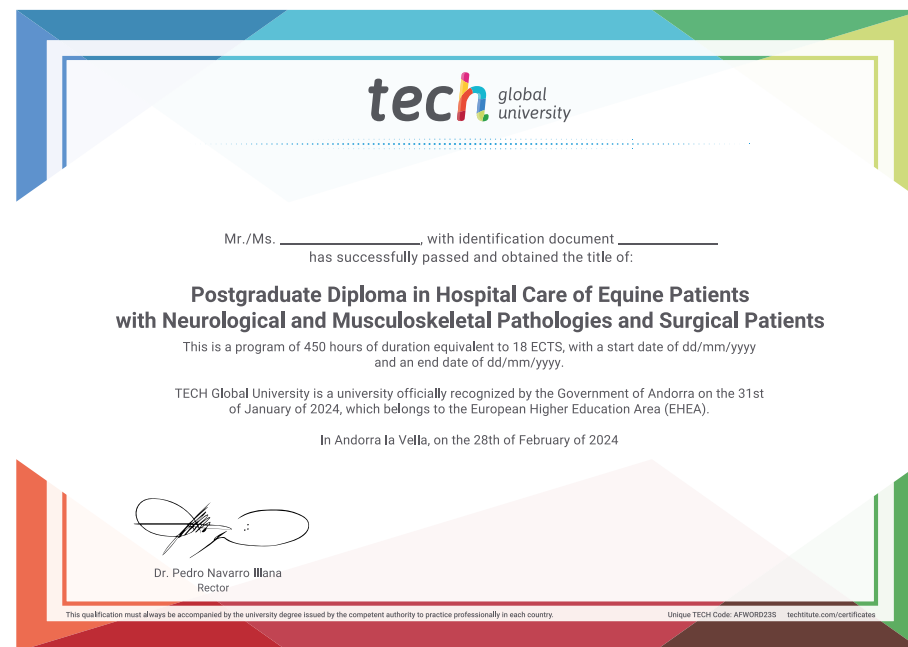 tech global
university
Mr./Ms. ____________, with identification document ____________
has successfully passed and obtained the title of:
Postgraduate Diploma in Hospital Care of Equine Patients
with Neurological and Musculoskeletal Pathologies and Surgical Patients
This is a program of 450 hours of duration equivalent to 18 ECTS, with a start date of dd/mm/yyyy
and an end date of dd/mm/yyyy.
TECH Global University is a university officially recognized by the Government of Andorra on the 31st
of January of 2024, which belongs to the European Higher Education Area (EHEA).
In Andorra la Vella, on the 28th of February of 2024
Dr. Pedro Navarro Illana
Rector
This qualification must always be accompanied by the university degree issued by the competent authority to practice professionally in each country.
Unique TECH Code: AFWORD23S techtitute.com/certificates